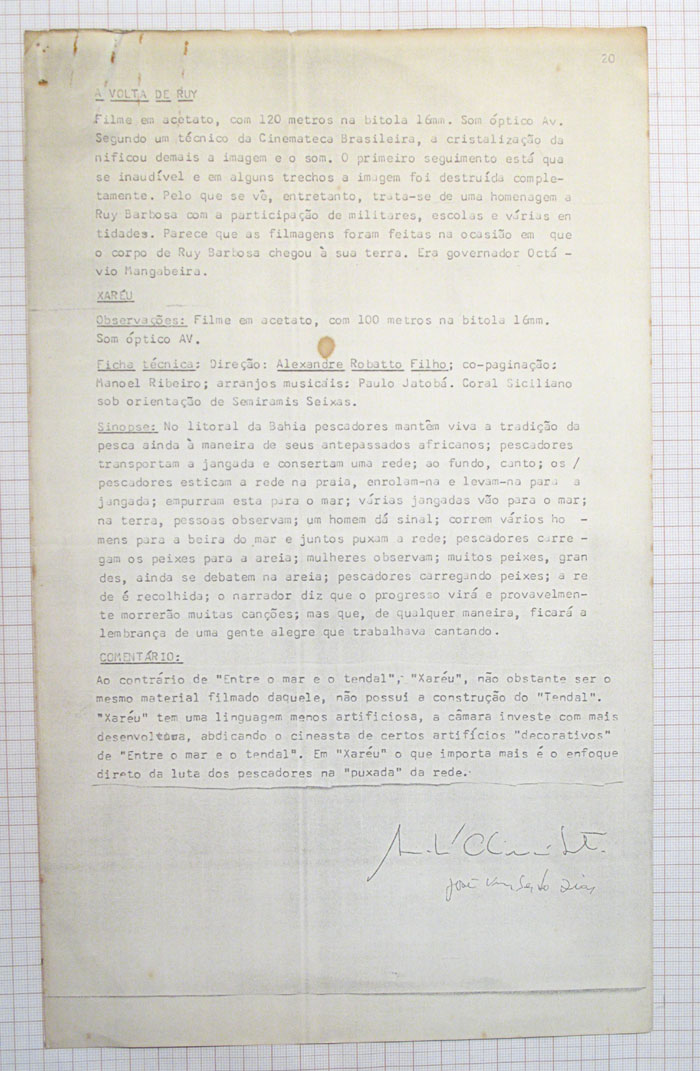 20
A VOLTA DE RUY
Filme em acetato, com 120 metros na bitola 16mm. Som óptico Av.
Segundo um técnico da Cinemateca Brasileira, a cristalização da
nificou demais a imagem e o som. O primeiro seguimento está qua
se inaudível e em alguns trechos a imagem foi destruída comple-
tamente. Pelo que se vê, entretanto, trata-se de uma homenagem a
Ruy Barbosa com a participação de militares, escolas e várias en
tidades. Parece que as filmagens foram feitas na ocasião em que
o corpo de Ruy Barbosa chegou à sua terra. Era governador Octá -
vio Mangabeira.
XARÉU
Observações: Filme em acetato, com 100 metros na bitola 16mm.
Som óptico AV.
Ficha técnica: Direção: Alexandre Robatto Filho; co-paginação:
Manoel Ribeiro; arranjos musicáis: Paulo Jatobá. Coral Siciliano
sob orientação de Semiramis Seixas.
Sinopse: No litoral da Bahia pescadores mantêm viva a tradição da
pesca ainda à maneira de seus antepassados africanos; pescadores
transportam a jangada e consertam uma rede; ao fundo, canto; os /
pescadores esticam a rede na praia, enrolam-na e levam-na para a
jangada; empurram esta para o mar; várias jangadas vão para o mar;
na terra, pessoas observam; um homem dá sinal; correm vários ho -
mens para a beira do mar e juntos puxam a rede; pescadores carre -
gam os peixes para a areia; mulheres observam; muitos peixes, gran
des, ainda se debatem na areia; pescadores carregando peixes; a re
de é recolhida; o narrador diz que o progresso virá e provavelmen-
te morrerão muitas canções; mas que, de qualquer maneira, ficará a
lembrança de uma gente alegre que trabalhava cantando.
COMENTÁRIO:
Ao contrário de "Entre o mar e o tendal", "Xaréu", não obstante ser o
mesmo material filmado daquele, não possui a construção do "Tendal".
"Xaréu" tem uma linguagem menos artificiosa, a câmara investe com mais
desenvoltura, abdicando o cineasta de certos artifícios "decorativos"
de "Entre o mar e o tendal". Em "Xaréu" o que importa mais é o enfoque
direto da luta dos pescadores na "puxada" da rede.
José Dias